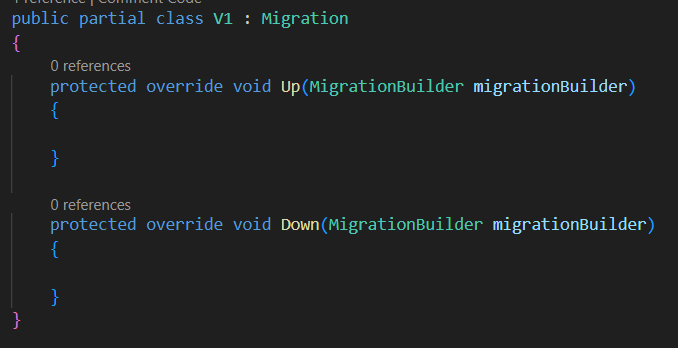 1 reference | Comment Code
public partial class V1 : Migration
{
0 references
protected override void Up(MigrationBuilder migrationBuilder)
{
}
0 references
protected override void Down(MigrationBuilder migrationBuilder)
{
}
}